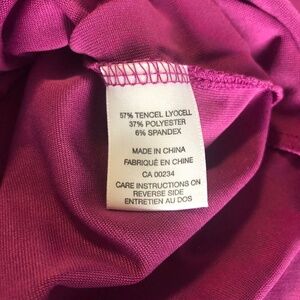 57% TENCEL LYOCELL
37% POLYESTER
6% SPANDEX
MADE IN CHINA
FABRIQUÉ EN CHINE
CA 00234
CARE INSTRUCTIONS ON
REVERSE SIDE
ENTRETIEN AU DOS